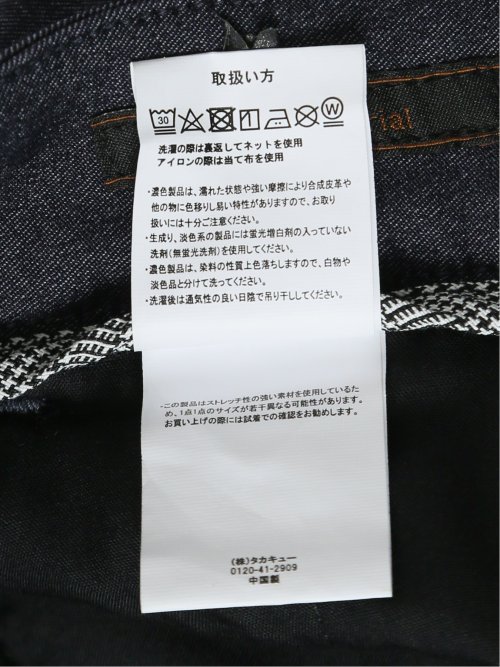 取扱い方
30 W
洗濯の際は裏返してネットを使用
アイロンの際は当て布を使用
・濃色製品は、濡れた状態や強い摩擦により合成皮革や
他の物に色移りし易い特性がありますので、お取り
扱いには十分ご注意ください。
・生成り、淡色系の製品には蛍光増白剤の入っていない
洗剤(無蛍光洗剤)を使用してください。
・濃色製品は、染料の性質上色落ちしますので、白物や
淡色品と分けて洗ってください。
・洗濯後は通気性の良い日陰で吊り干ししてください。
・この製品はストレッチ性の強い素材を使用しているた
め、1点1点のサイズが若干異なる可能性があります。
お買い上げの際には試着での確認をお勧めします。
(株)タカキュー
0120-41-2909
中国製